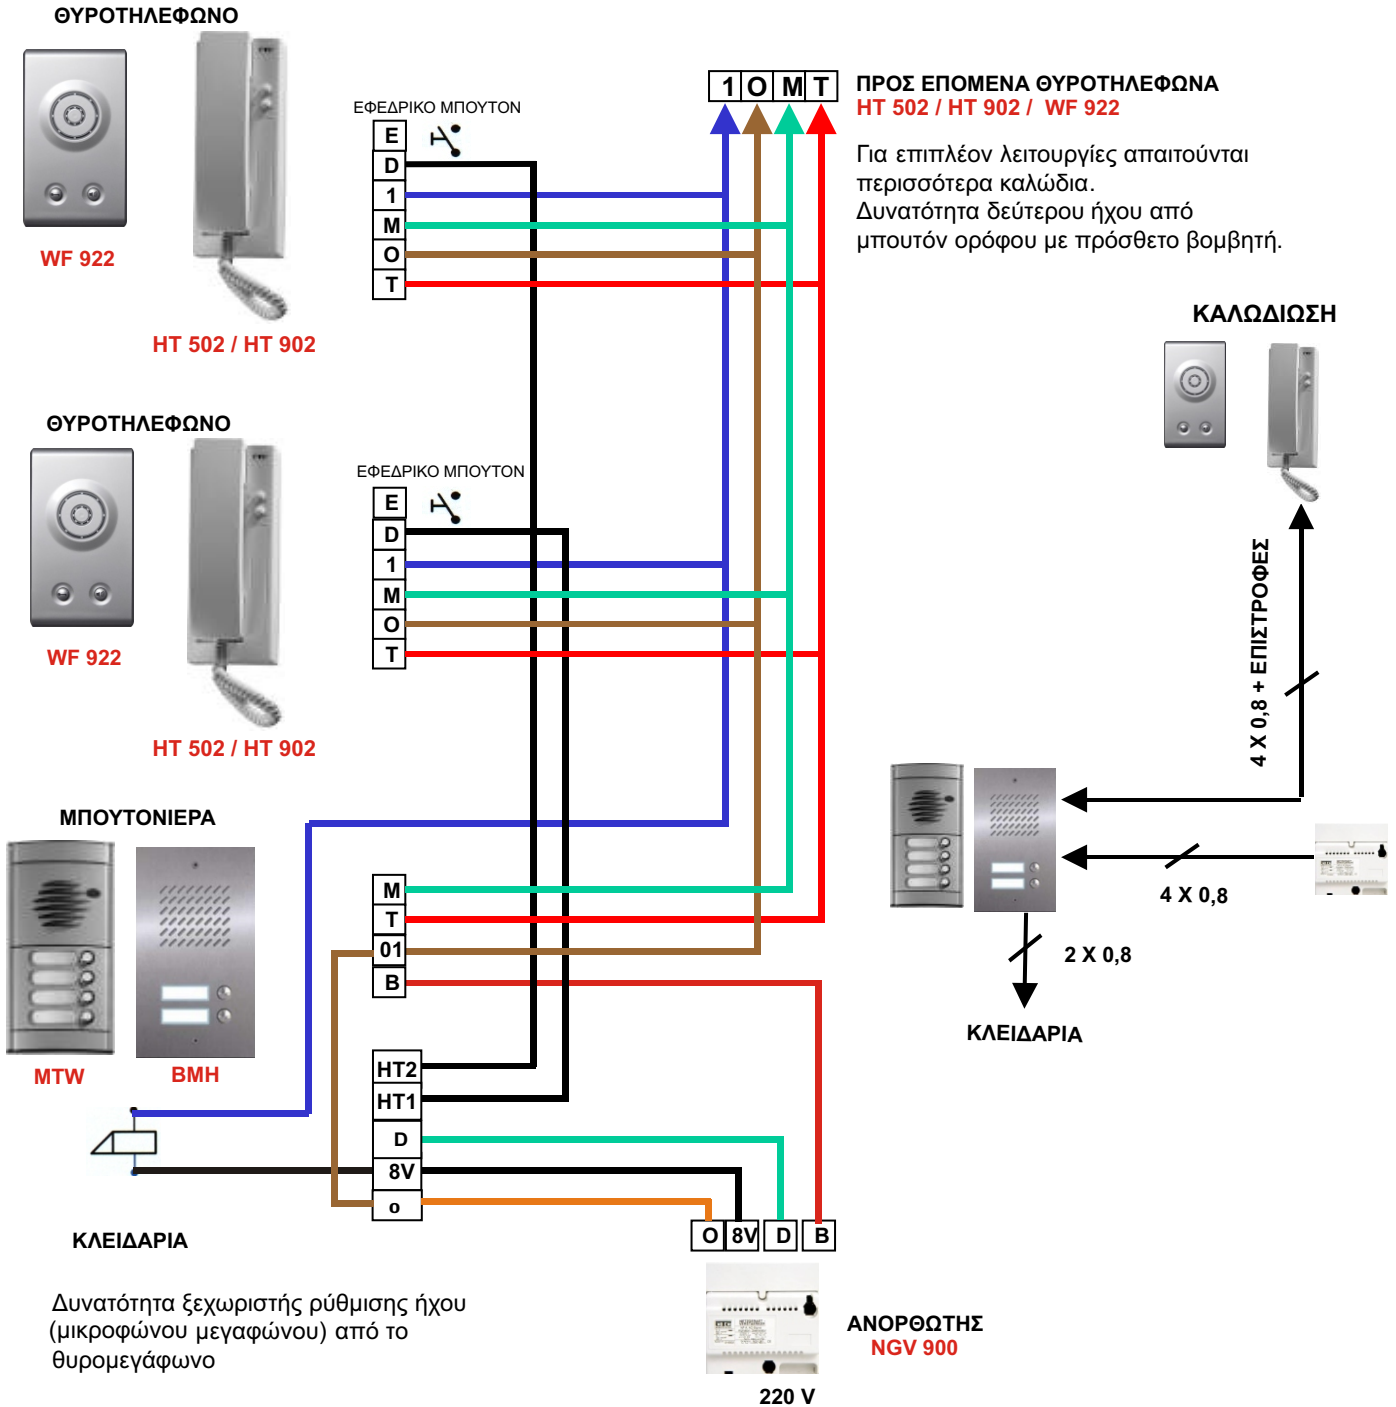 ΘΥΡΟΤΗΛΕΦΩΝΟ
WF 922
HT 502 / HT 902
ΕΦΕΔΡΙΚΟ ΜΠΟΥΤΟΝ
E
D
1
M
O
T
1 O M T
ΠΡΟΣ ΕΠΟΜΕΝΑ ΘΥΡΟΤΗΛΕΦΩΝΑ
HT 502 / HT 902 / WF 922
Για επιπλέον λειτουργίες απαιτούνται
περισσότερα καλώδια.
Δυνατότητα δεύτερου ήχου από
μπουτόν ορόφου με πρόσθετο βομβητή.
ΘΥΡΟΤΗΛΕΦΩΝΟ
WF 922
HT 502 / HT 902
ΕΦΕΔΡΙΚΟ ΜΠΟΥΤΟΝ
E
D
1
M
O
T
ΚΑΛΩΔΙΩΣΗ
4 X 0,8 + ΕΠΙΣΤΡΟΦΕΣ
4 X 0,8
2 X 0,8
ΚΛΕΙΔΑΡΙΑ
ΜΠΟΥΤΟΝΙΕΡΑ
MTW
BMH
M
T
01
B
HT2
HT1
D
8V
o
ΚΛΕΙΔΑΡΙΑ
O 8V D B
ΑΝΟΡΘΩΤΗΣ
NGV 900
220 V
Δυνατότητα ξεχωριστής ρύθμισης ήχου
(μικροφώνου μεγαφώνου) από το
θυρομεγάφωνο